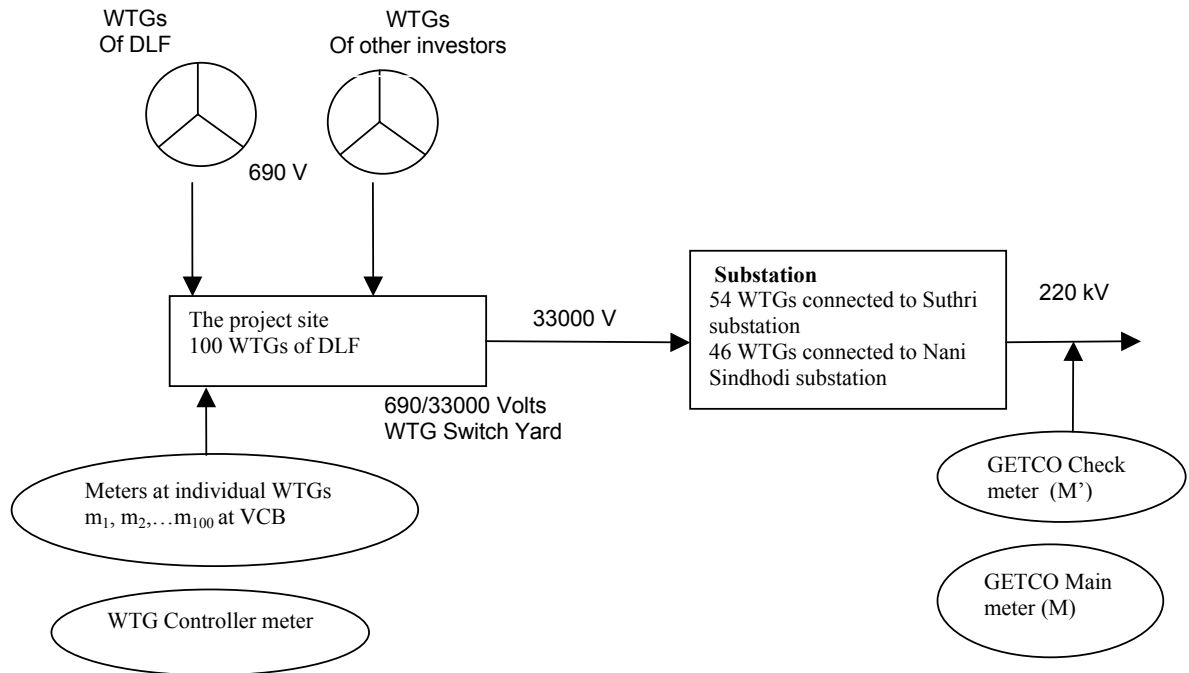 WTGs
Of DLF
WTGs
Of other investors
690 V
The project site
100 WTGs of DLF
33000 V
690/33000 Volts
WTG Switch Yard
Substation
54 WTGs connected to Suthri
substation
46 WTGs connected to Nani
Sindhodi substation
220 kV
Meters at individual WTGs
m1, m2,…m100 at VCB
WTG Controller meter
GETCO Check
meter (M’)
GETCO Main
meter (M)